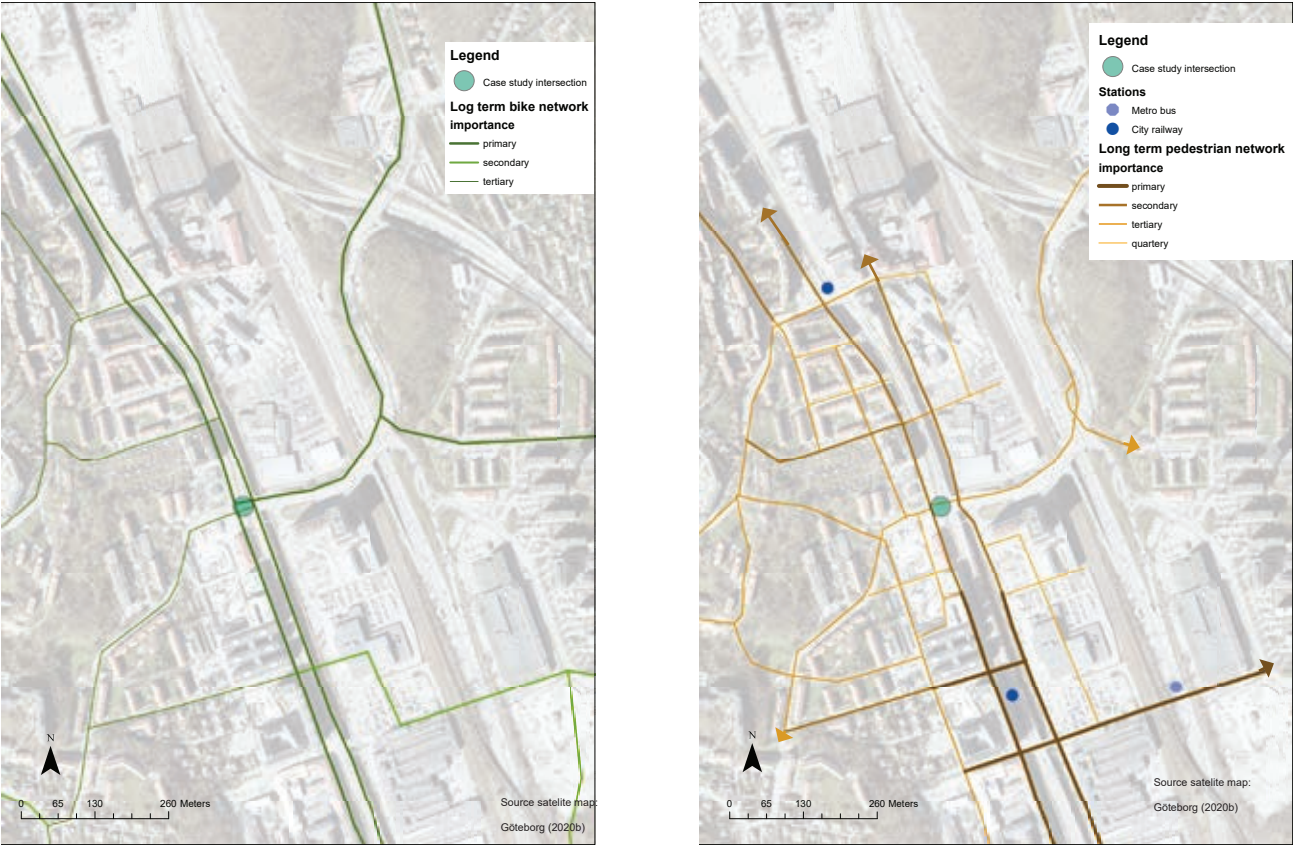 Legend
Case study intersection
Log term bike network
importance
primary
secondary
tertiary
N
0 65 130 260 Meters
Source satelite map:
Göteborg (2020b)
Legend
Case study intersection
Stations
Metro bus
City railway
Long term pedestrian network
importance
primary
secondary
tertiary
quartery
N
0 65 130 260 Meters
Source satelite map:
Göteborg (2020b)